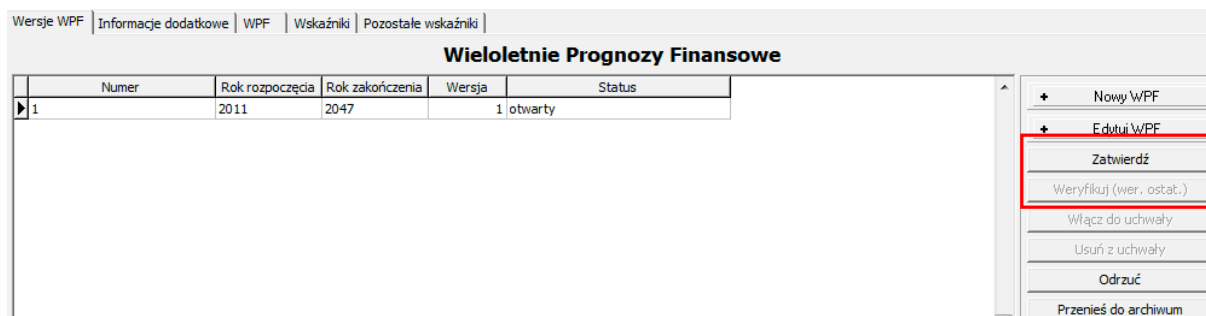 Wersje WPF Informacje dodatkowe WPF Wskaźniki Pozostałe wskaźniki
Wieloletnie Prognozy Finansowe
Numer Rok rozpoczęcia Rok zakończenia Wersja Status
1 2011 2047 1 otwarty
+ Nowy WPF
+ Edytuj WPF
Zatwierdź
Weryfikuj (wer. ostat.)
Włącz do uchwały
Usuń z uchwały
Odrzuć
Przenieś do archiwum